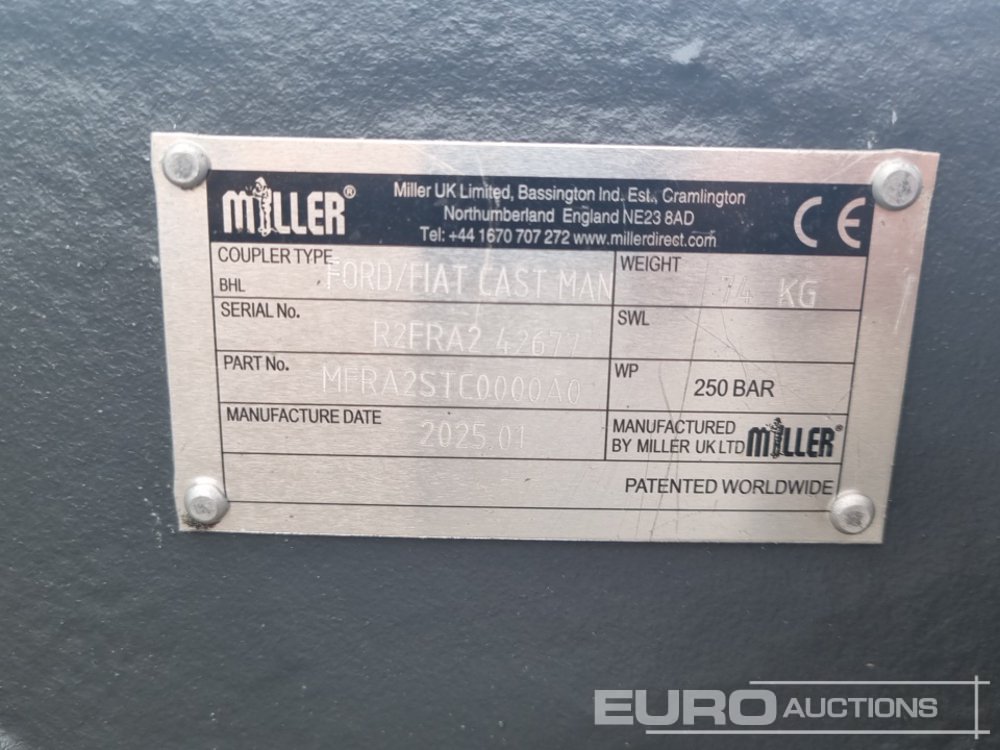 MILLER®
Miller UK Limited, Bassington Ind. Est., Cramlington
Northumberland England NE23 8AD
Tel: +44 1670 707 272 www.millerdirect.com
CE
COUPLER TYPE
BHL
FORD/FIAT CAST MAN
WEIGHT
74 KG
SERIAL No.
R2FRA2 42677
SWL
PART No.
MFRA2STC0000A0
WP
250 BAR
MANUFACTURE DATE
2025.01
MANUFACTURED
BY MILLER UK LTD MILLER®
PATENTED WORLDWIDE
EURO AUCTIONS